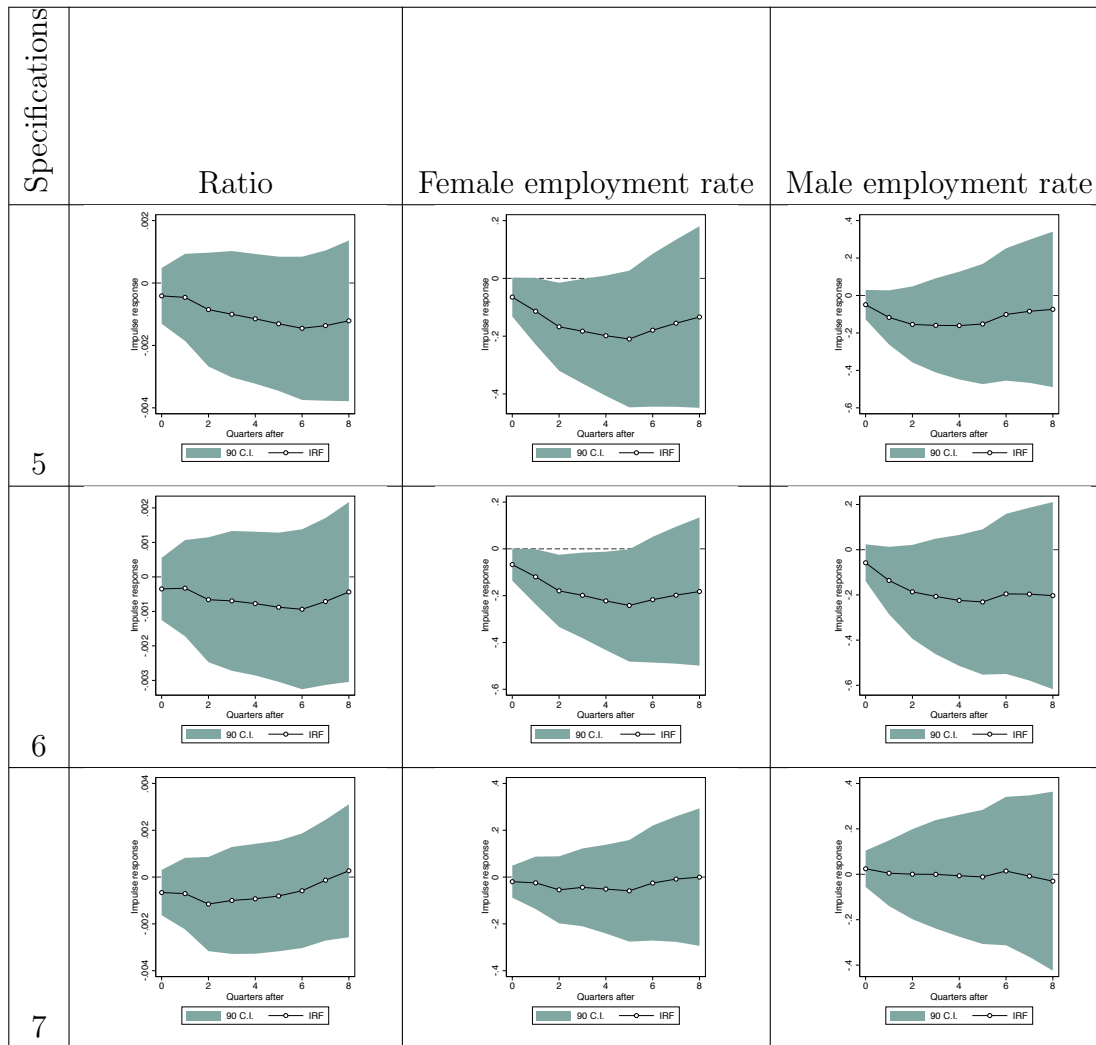 Specifications
Ratio
Female employment rate
Male employment rate
5
Impulse response
.002
0
-.002
-.004
0 2 4 6 8
Quarters after
90 C.I. IRF
Impulse response
.2
0
-.2
-.4
0 2 4 6 8
Quarters after
90 C.I. IRF
Impulse response
.4
.2
0
-.2
-.4
-.6
0 2 4 6 8
Quarters after
90 C.I. IRF
6
Impulse response
.002
.001
0
-.001
-.002
-.003
0 2 4 6 8
Quarters after
90 C.I. IRF
Impulse response
.2
0
-.2
-.4
-.6
0 2 4 6 8
Quarters after
90 C.I. IRF
Impulse response
.2
0
-.2
-.4
-.6
0 2 4 6 8
Quarters after
90 C.I. IRF
7
Impulse response
.004
.002
0
-.002
-.004
0 2 4 6 8
Quarters after
90 C.I. IRF
Impulse response
.4
.2
0
-.2
-.4
0 2 4 6 8
Quarters after
90 C.I. IRF
Impulse response
.4
.2
0
-.2
-.4
0 2 4 6 8
Quarters after
90 C.I. IRF